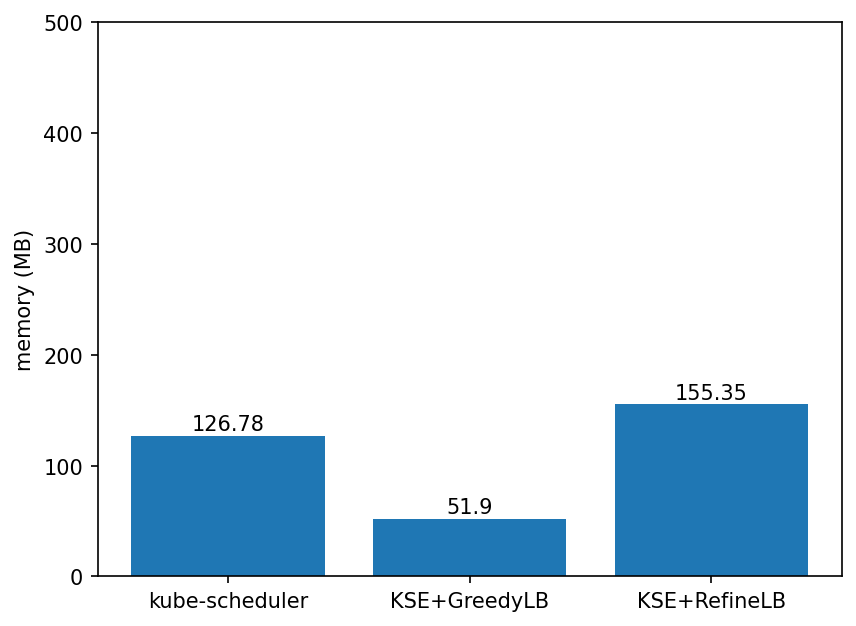 500
400
300
200
100
0
memory (MB)
126.78
51.9
155.35
kube-scheduler
KSE+GreedyLB
KSE+RefineLB